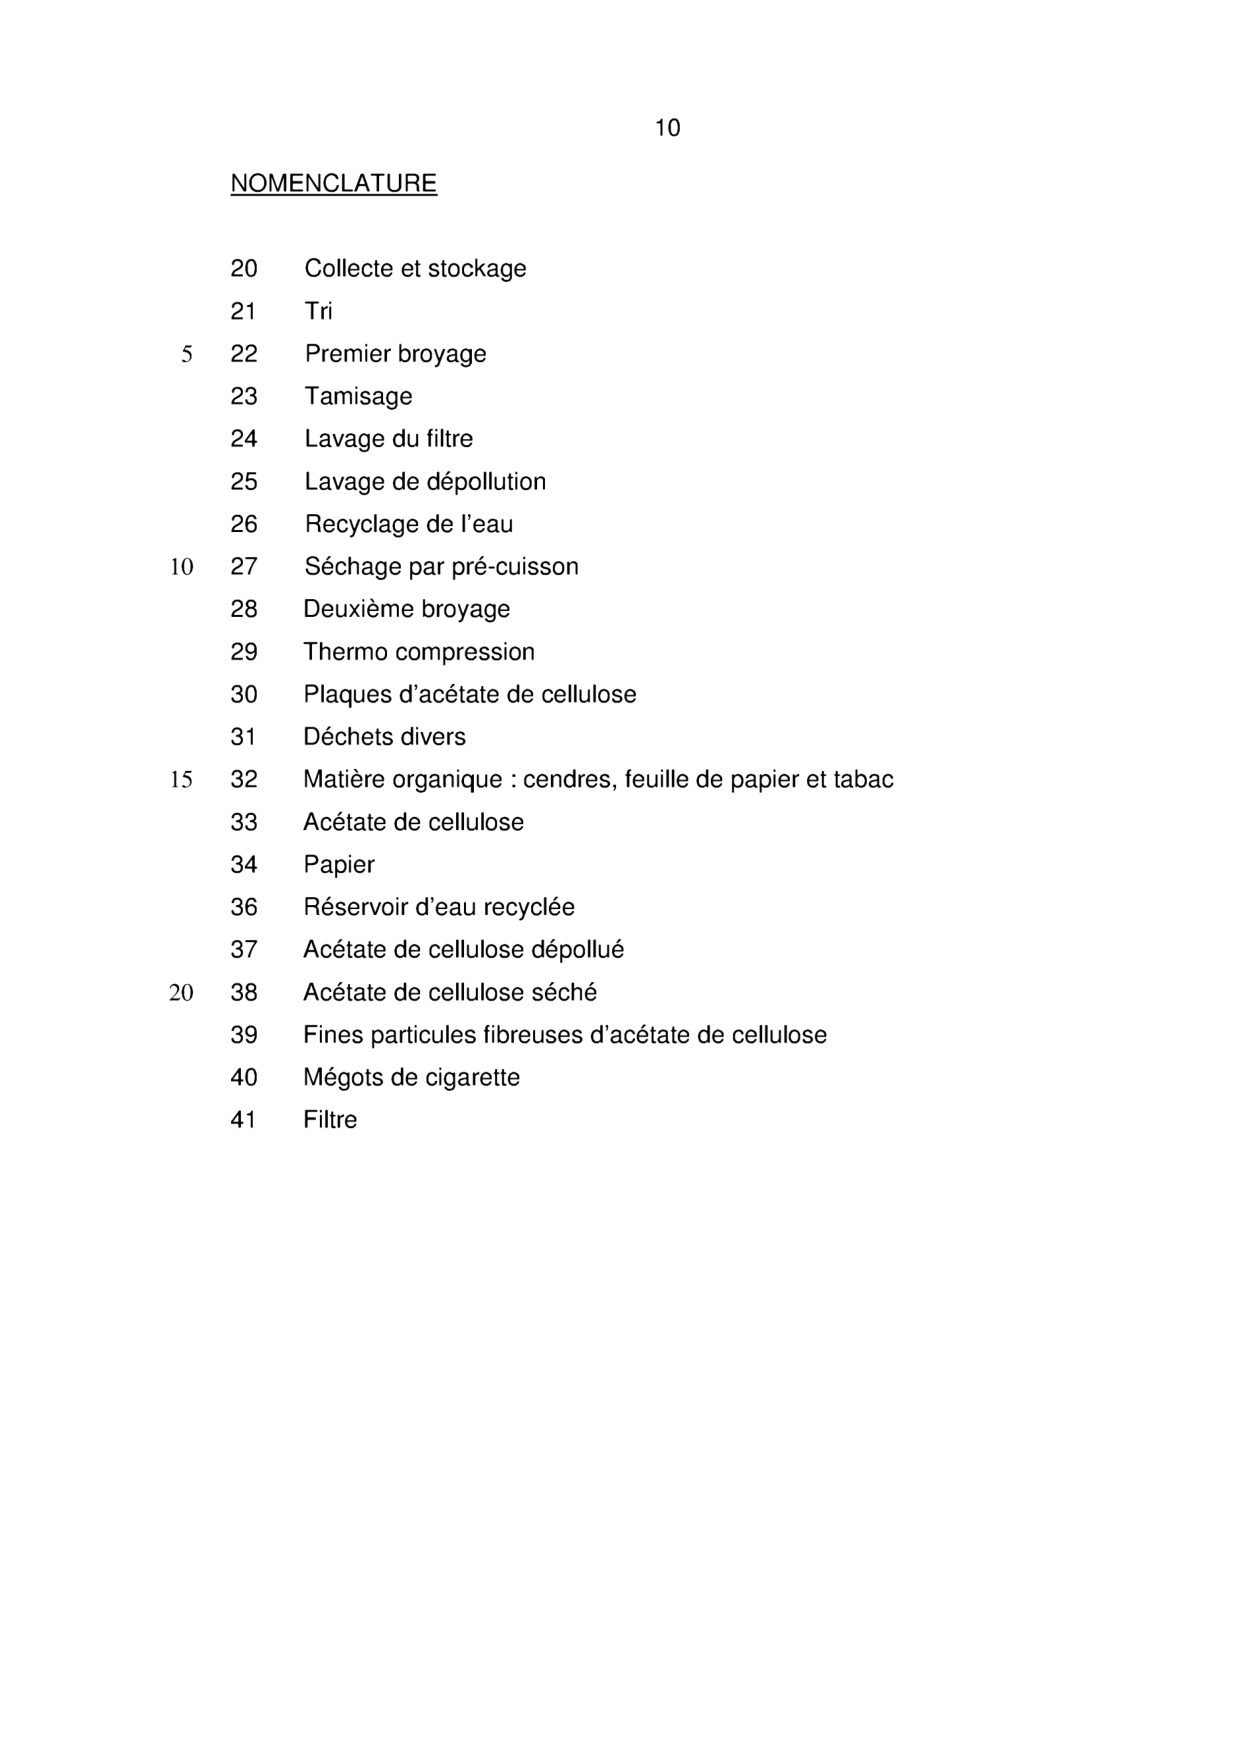 10
NOMENCLATURE
20 Collecte et stockage
21 Tri
5 22 Premier broyage
23 Tamisage
24 Lavage du filtre
25 Lavage de dépollution
26 Recyclage de l'eau
10 27 Séchage par pré-cuisson
28 Deuxième broyage
29 Thermo compression
30 Plaques d'acétate de cellulose
31 Déchets divers
15 32 Matière organique : cendres, feuille de papier et tabac
33 Acétate de cellulose
34 Papier
36 Réservoir d'eau recyclée
37 Acétate de cellulose dépollué
20 38 Acétate de cellulose séché
39 Fines particules fibreuses d'acétate de cellulose
40 Mégots de cigarette
41 Filtre